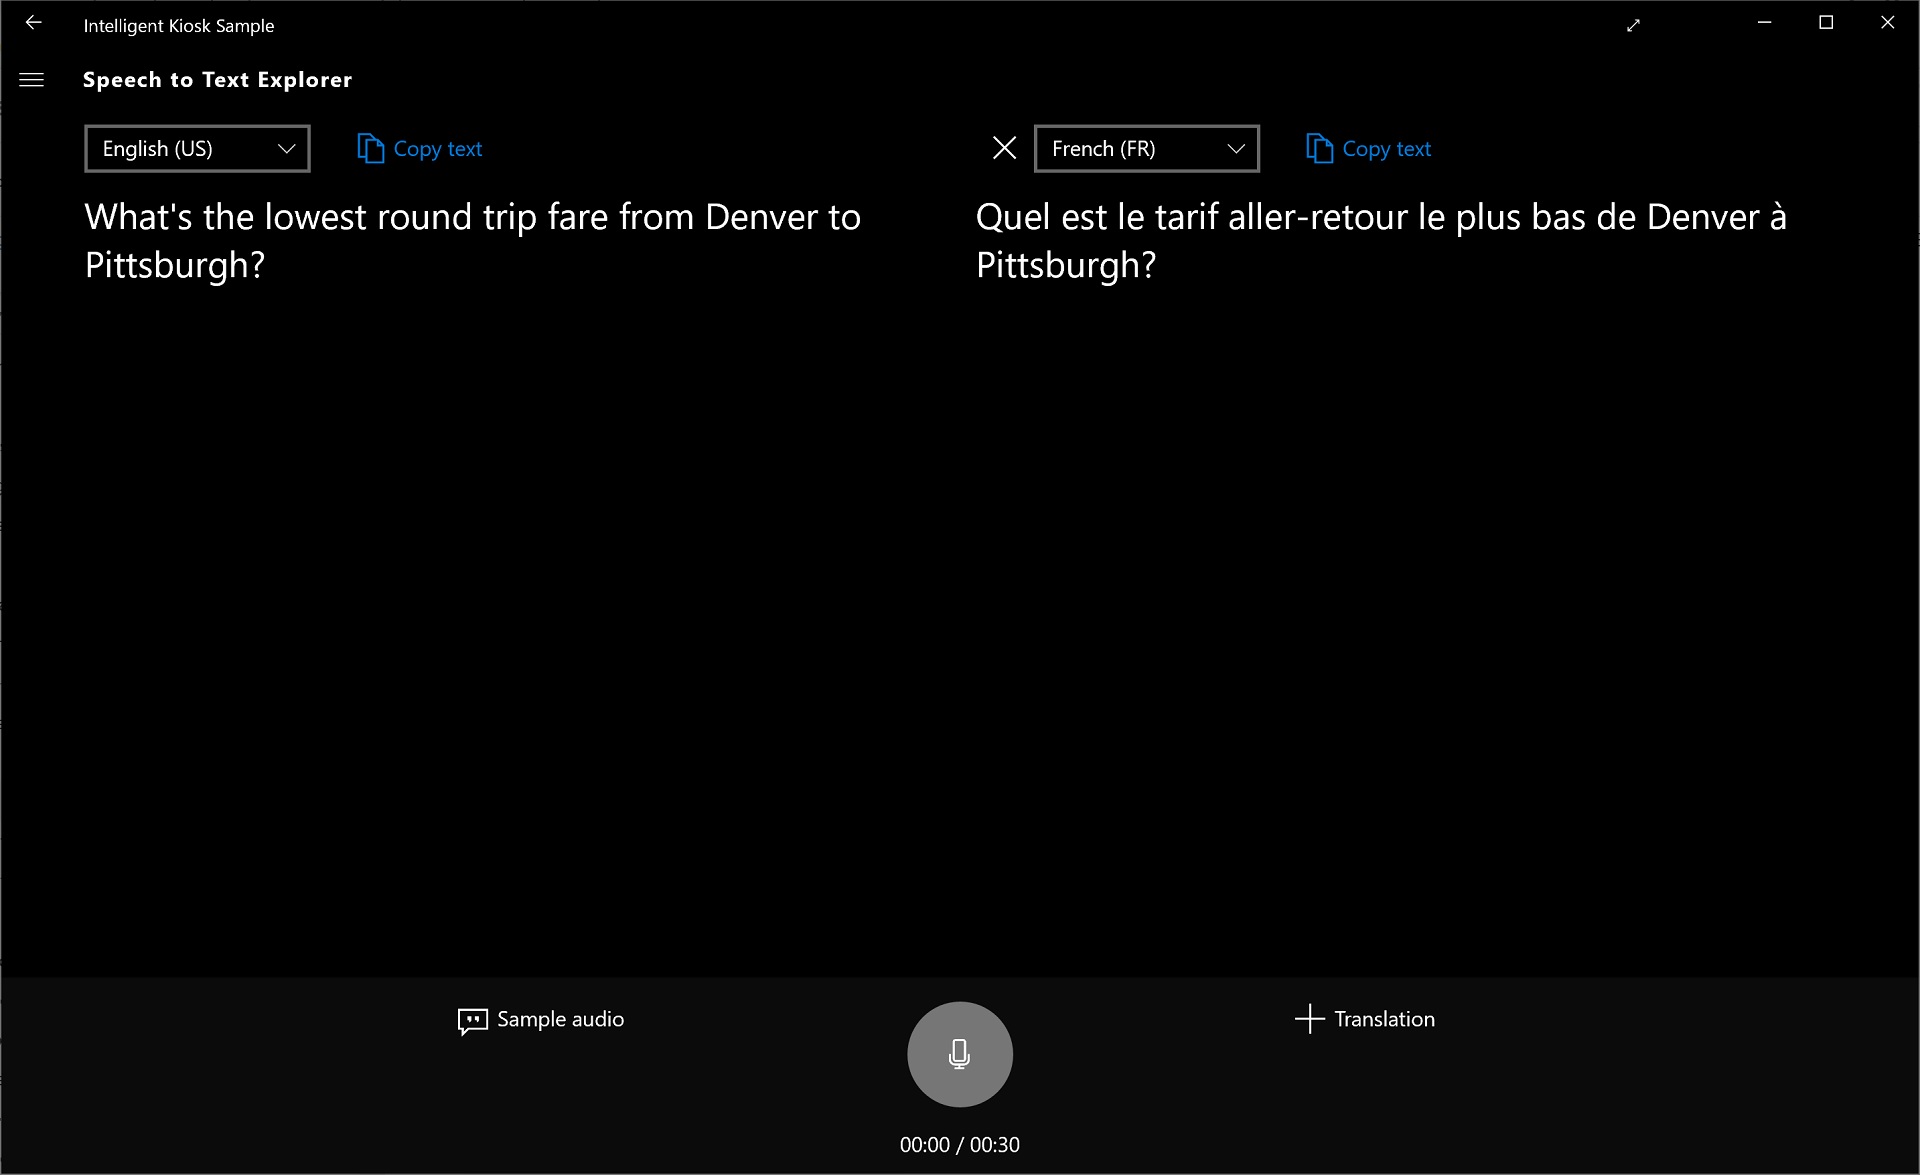 Intelligent Kiosk Sample
Speech to Text Explorer
English (US)
Copy text
What's the lowest round trip fare from Denver to
Pittsburgh?
French (FR)
Copy text
Quel est le tarif aller-retour le plus bas de Denver à
Pittsburgh?
Sample audio
Translation
00:00 / 00:30